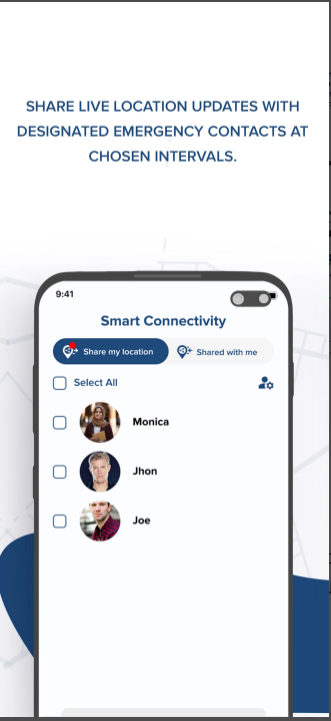 SHARE LIVE LOCATION UPDATES WITH
DESIGNATED EMERGENCY CONTACTS AT
CHOSEN INTERVALS.
9:41
Smart Connectivity
Share my location
Shared with me
Select All
Monica
Jhon
Joe